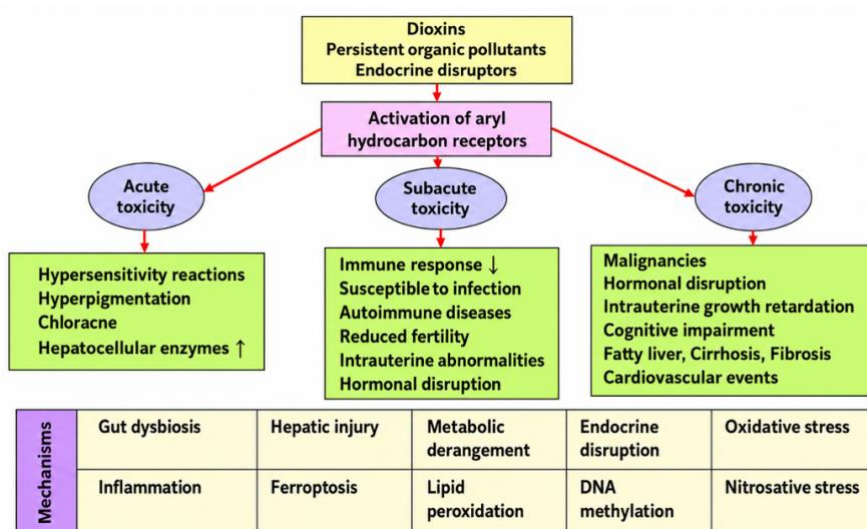 Dioxins
Persistent organic pollutants
Endocrine disruptors
Activation of aryl
hydrocarbon receptors
Acute
toxicity
Subacute
toxicity
Chronic
toxicity
Hypersensitivity reactions
Hyperpigmentation
Chloracne
Hepatocellular enzymes ↑
Immune response ↓
Susceptible to infection
Autoimmune diseases
Reduced fertility
Intrauterine abnormalities
Hormonal disruption
Malignancies
Hormonal disruption
Intrauterine growth retardation
Cognitive impairment
Fatty liver, Cirrhosis, Fibrosis
Cardiovascular events
Mechanisms
Gut dysbiosis
Hepatic injury
Metabolic
derangement
Endocrine
disruption
Oxidative stress
Inflammation
Ferroptosis
Lipid
peroxidation
DNA
methylation
Nitrosative stress